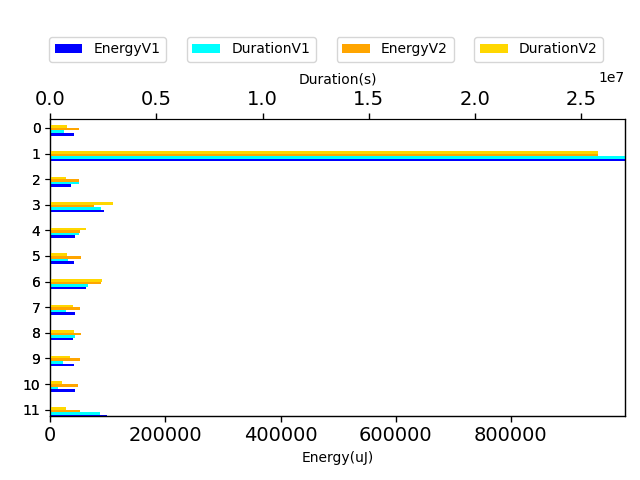 EnergyV1 DurationV1 EnergyV2 DurationV2
Duration(s)
1e7
0.0 0.5 1.0 1.5 2.0 2.5
0
1
2
3
4
5
6
7
8
9
10
11
0 200000 400000 600000 800000
Energy(uJ)